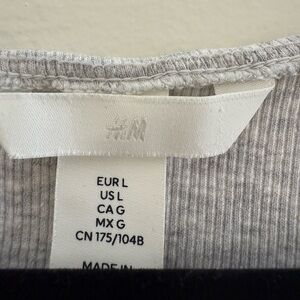 H&M
EUR L
US L
CA G
MX G
CN 175/104B
MADE IN